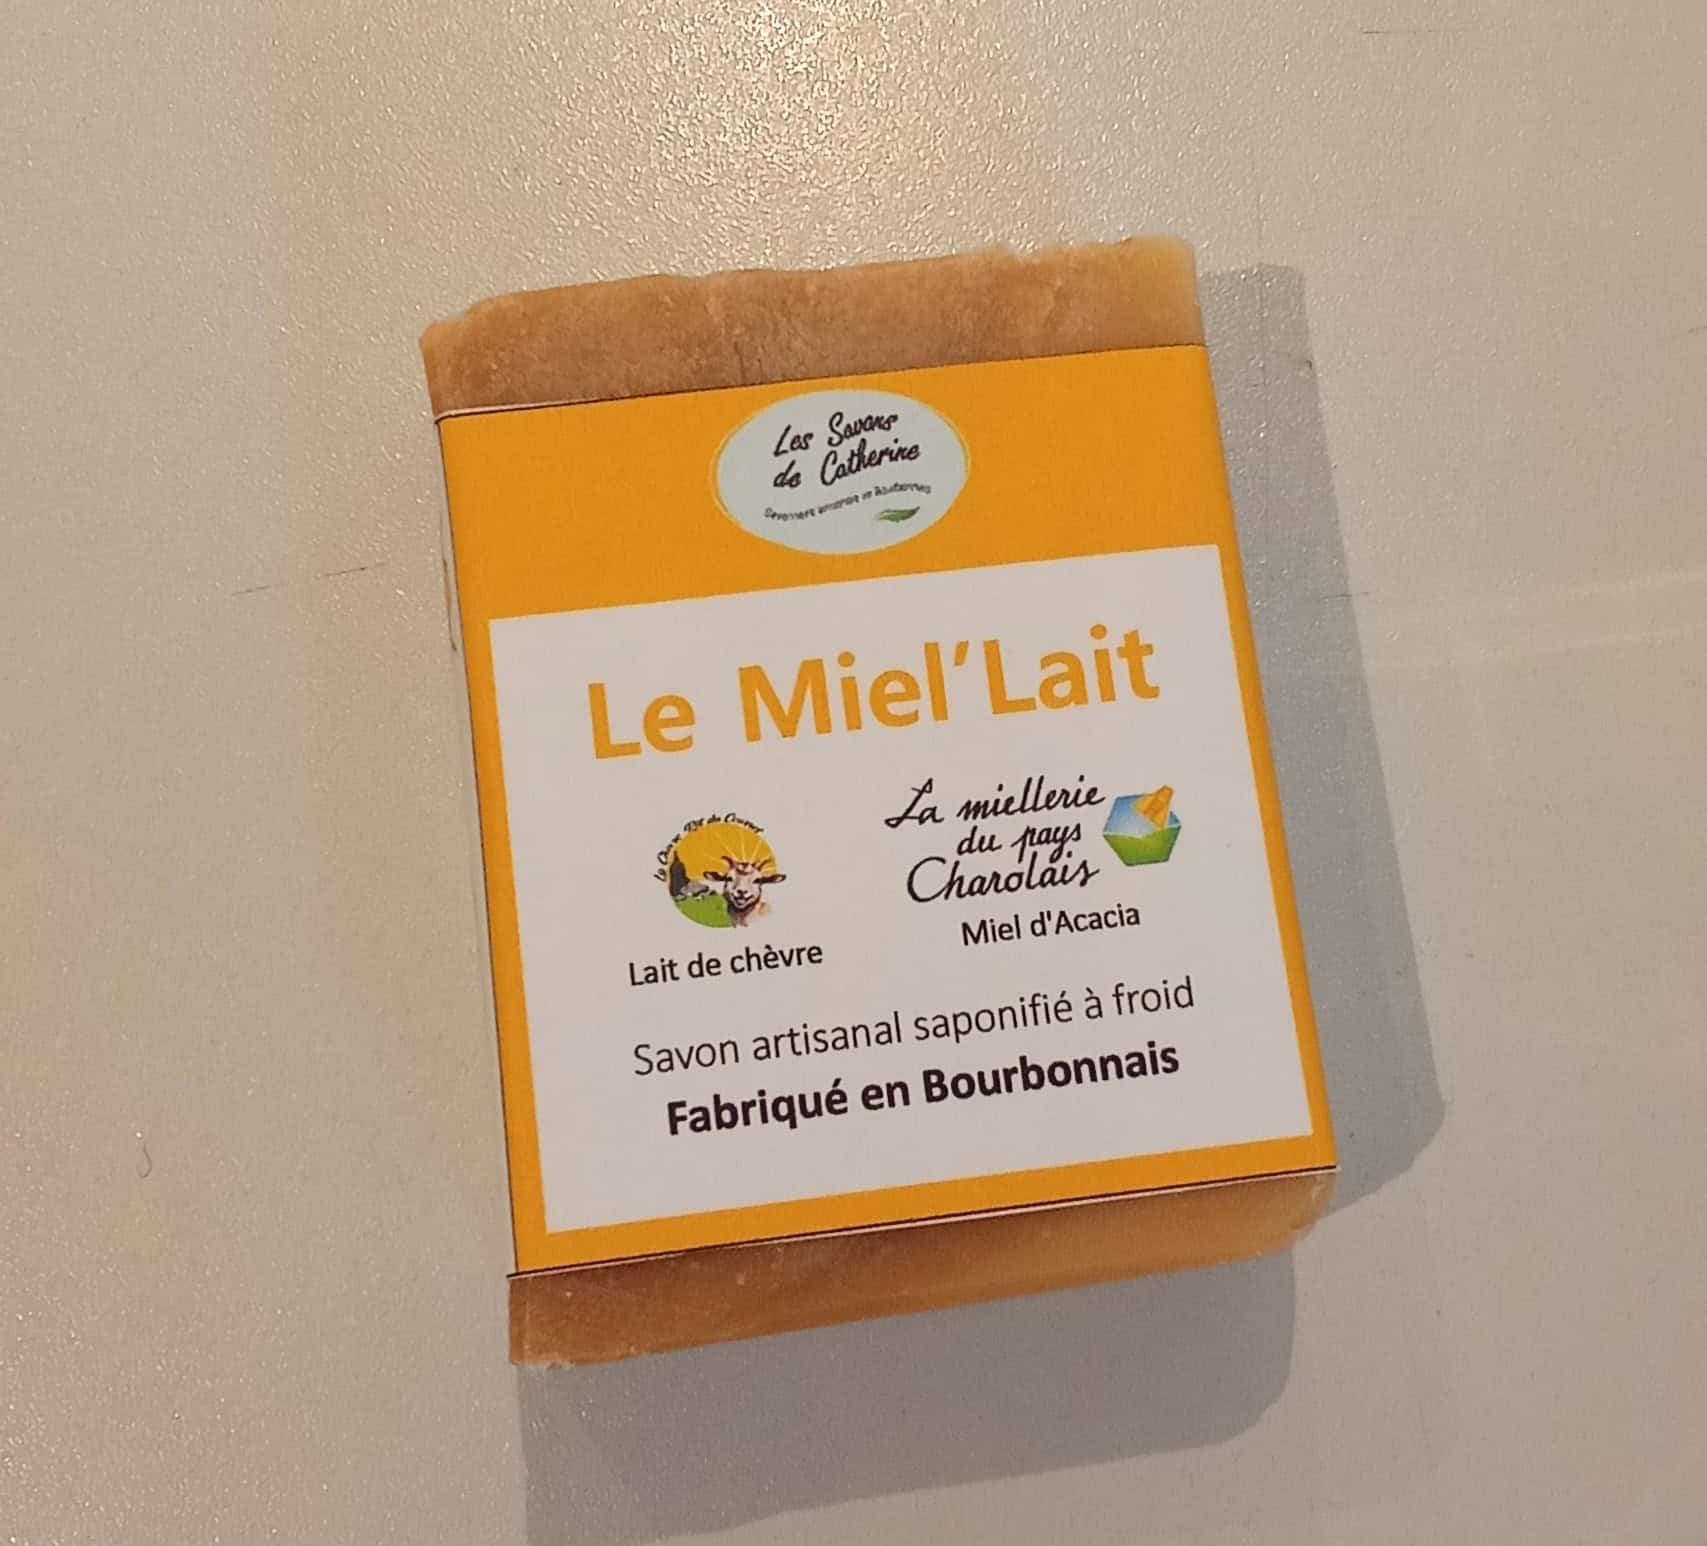 Les Savons
de Catherine
Le Miel'Lait
La miellerie
du pays
Charolais
Lait de chèvre
Miel d'Acacia
Savon artisanal saponifié à froid
Fabriqué en Bourbonnais